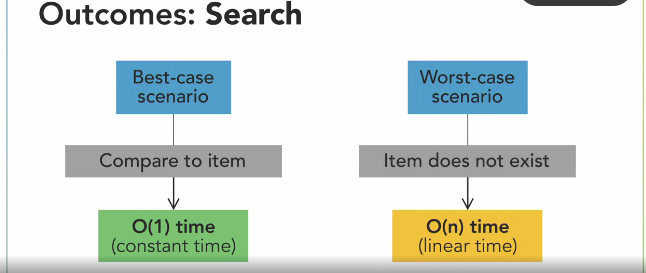 Outcomes: Search
Best-case
scenario
Compare to item
O(1) time
(constant time)
Worst-case
scenario
Item does not exist
O(n) time
(linear time)